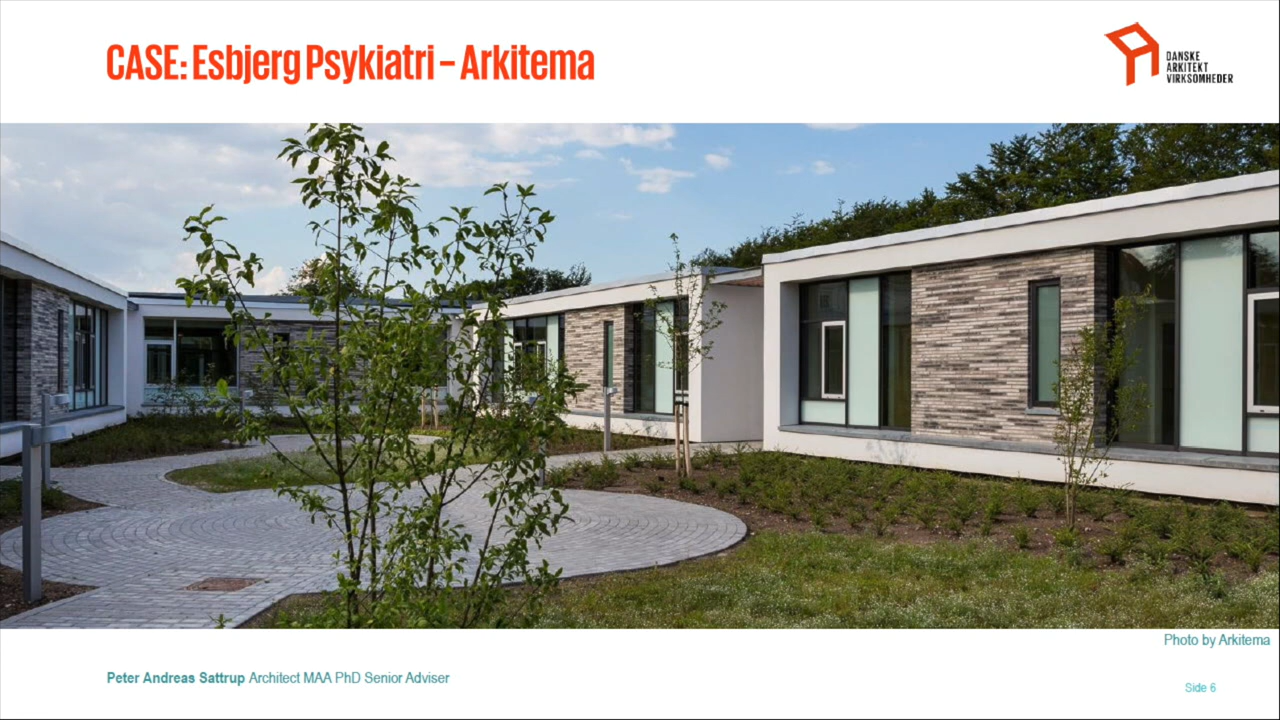 CASE: Esbjerg Psykiatri – Arkitema
DANSKE
ARKITEKT
VIRKSOMHEDER
Photo by Arkitema
Peter Andreas Sattrup Architect MAA PhD Senior Adviser
Side 6